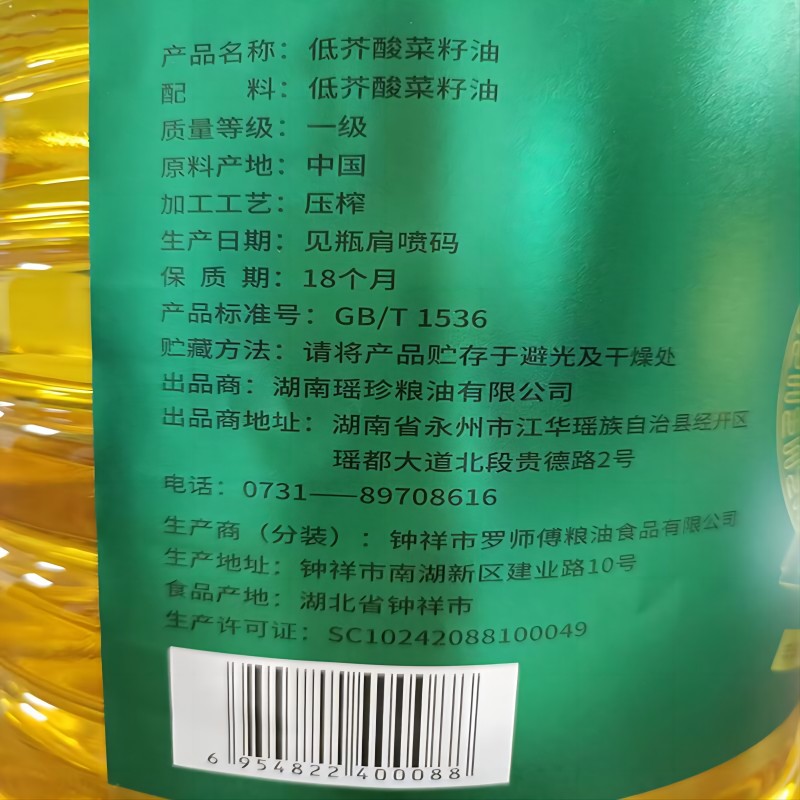 产品名称：低芥酸菜籽油
配　　料：低芥酸菜籽油
质量等级：一级
原料产地：中国
加工工艺：压榨
生产日期：见瓶肩喷码
保 质 期：18个月
产品标准号：GB/T 1536
贮藏方法：请将产品贮存于避光及干燥处
出品商：湖南瑶珍粮油有限公司
出品商地址：湖南省永州市江华瑶族自治县经开区
瑶都大道北段贵德路2号
电话：0731——89708616
生产商（分装）：钟祥市罗师傅粮油食品有限公司
生产地址：钟祥市南湖新区建业路10号
食品产地：湖北省钟祥市
生产许可证：SC10242088100049
6 954822 400088